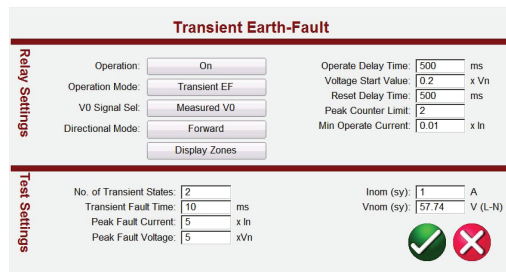 Transient Earth-Fault
Relay Settings
Operation: On
Operation Mode: Transient EF
V0 Signal Sel: Measured V0
Directional Mode: Forward
Display Zones
Operate Delay Time: 500 ms
Voltage Start Value: 0.2 x Vn
Reset Delay Time: 500 ms
Peak Counter Limit: 2
Min Operate Current: 0.01 x In
Test Settings
No. of Transient States: 2
Transient Fault Time: 10 ms
Peak Fault Current: 5 x In
Peak Fault Voltage: 5 xVn
Inom (sy): 1 A
Vnom (sy): 57.74 V (L-N)